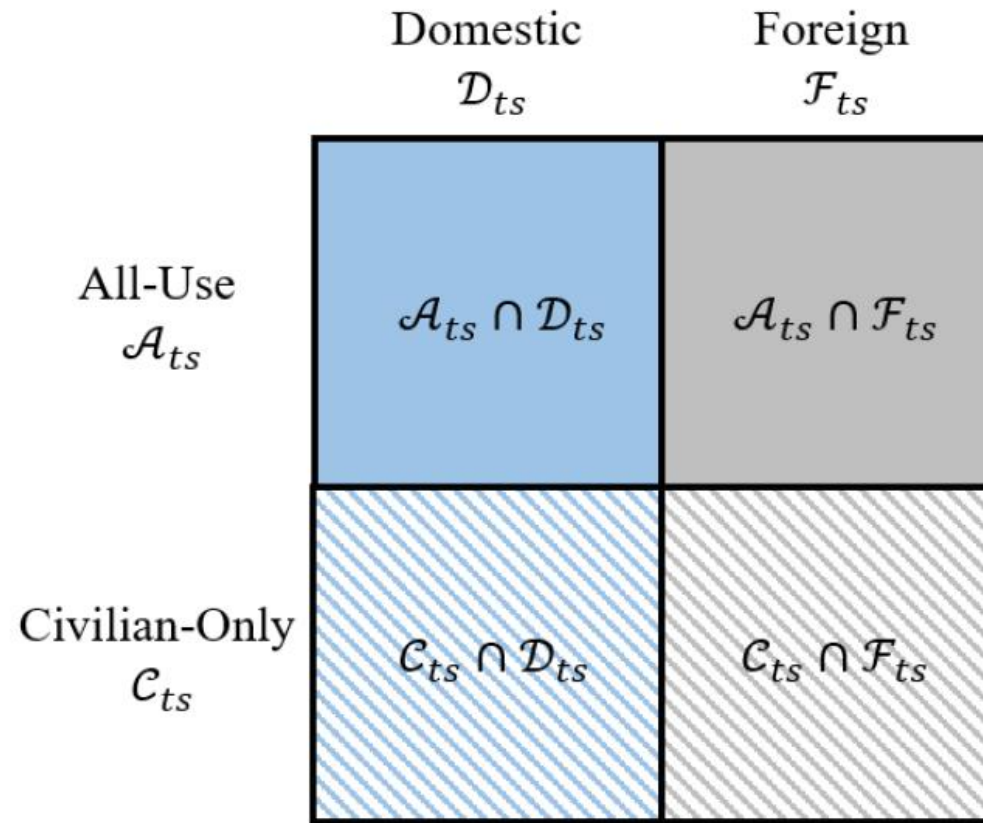 Domestic Foreign
𝒟ₜₛ ℱₜₛ
All-Use
𝒜ₜₛ
𝒜ₜₛ ∩ 𝒟ₜₛ 𝒜ₜₛ ∩ ℱₜₛ
Civilian-Only
𝒞ₜₛ
𝒞ₜₛ ∩ 𝒟ₜₛ 𝒞ₜₛ ∩ ℱₜₛ